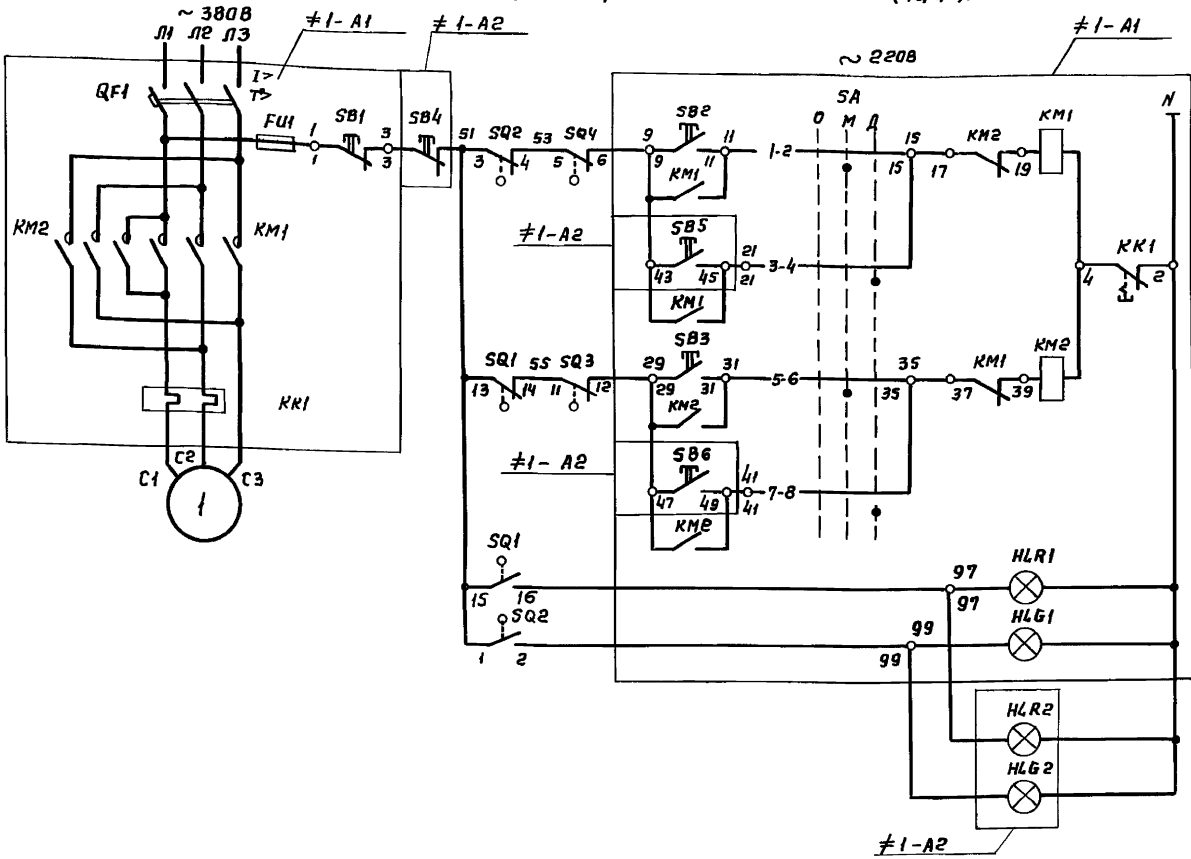 ~ 380В
Л1 Л2 Л3
≠1-А1
≠1-А2
≠1-А1
~ 220В
I>
T°>
QF1
FU1
1
1
SB1
3
3
SB4
51
SQ2
3
4
53
SQ4
5
6
9
9
SB2
11
11
KM1
1-2
SA
О М Д
15
15
17
KM2
19
KM1
N
KM2
KM1
≠1-А2
SB5
43
45
21
21
3-4
KM1
4
KK1
2
SQ1
13
14
55
SQ3
11
12
29
29
SB3
31
31
KM2
5-6
35
35
37
KM1
39
KM2
KK1
≠1-А2
SB6
47
49
41
41
7-8
KM2
C1
C2
C3
1
SQ1
15
16
97
97
HLR1
SQ2
1
2
99
99
HLG1
HLR2
HLG2
≠1-А2